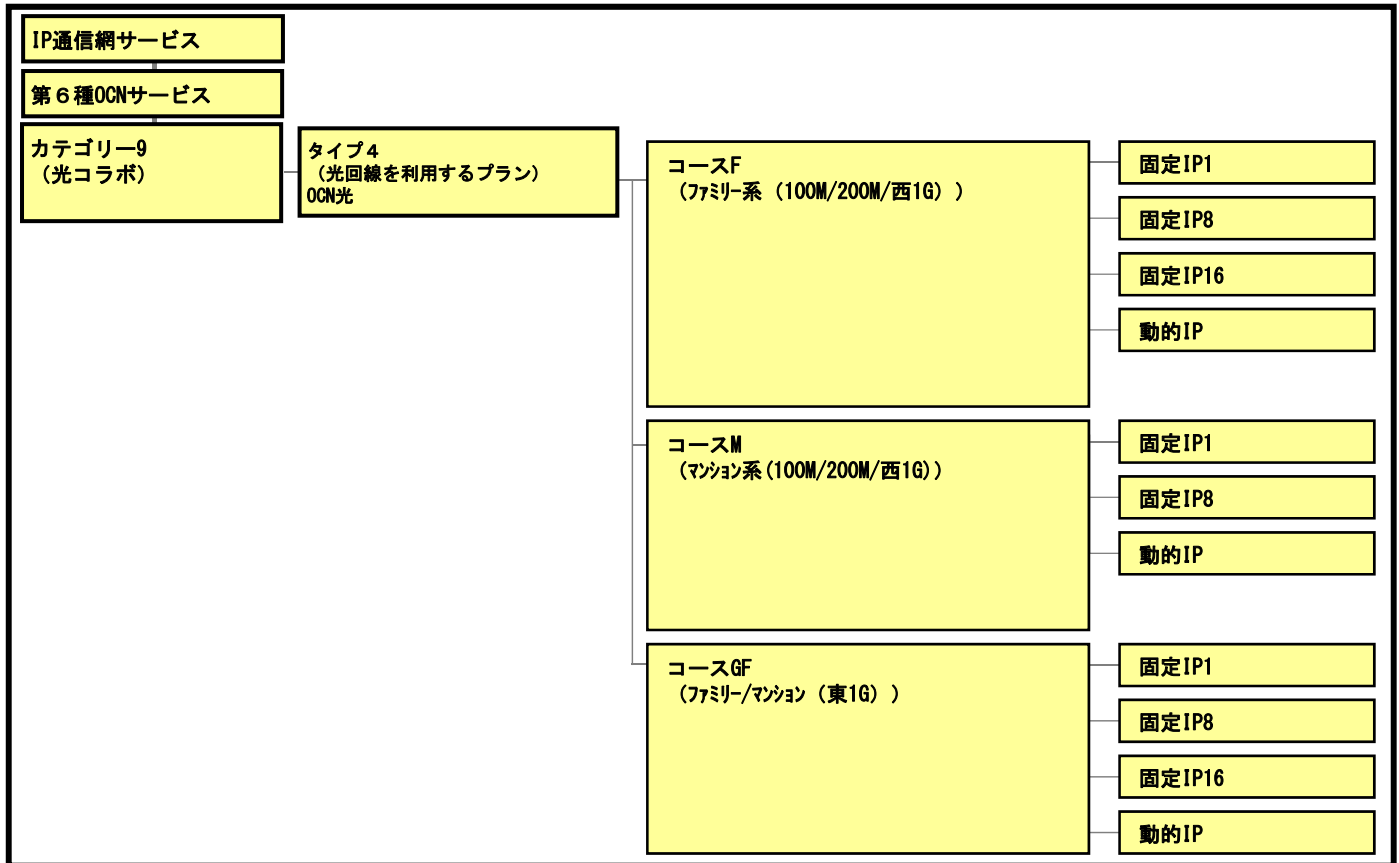 IP通信網サービス
第６種OCNサービス
カテゴリー9
（光コラボ）
タイプ４
（光回線を利用するプラン）
OCN光
コースF
（ﾌｧﾐﾘｰ系（100M/200M/西1G））
固定IP1
固定IP8
固定IP16
動的IP
コースM
（ﾏﾝｼｮﾝ系(100M/200M/西1G)）
固定IP1
固定IP8
動的IP
コースGF
（ﾌｧﾐﾘｰ/ﾏﾝｼｮﾝ（東1G））
固定IP1
固定IP8
固定IP16
動的IP